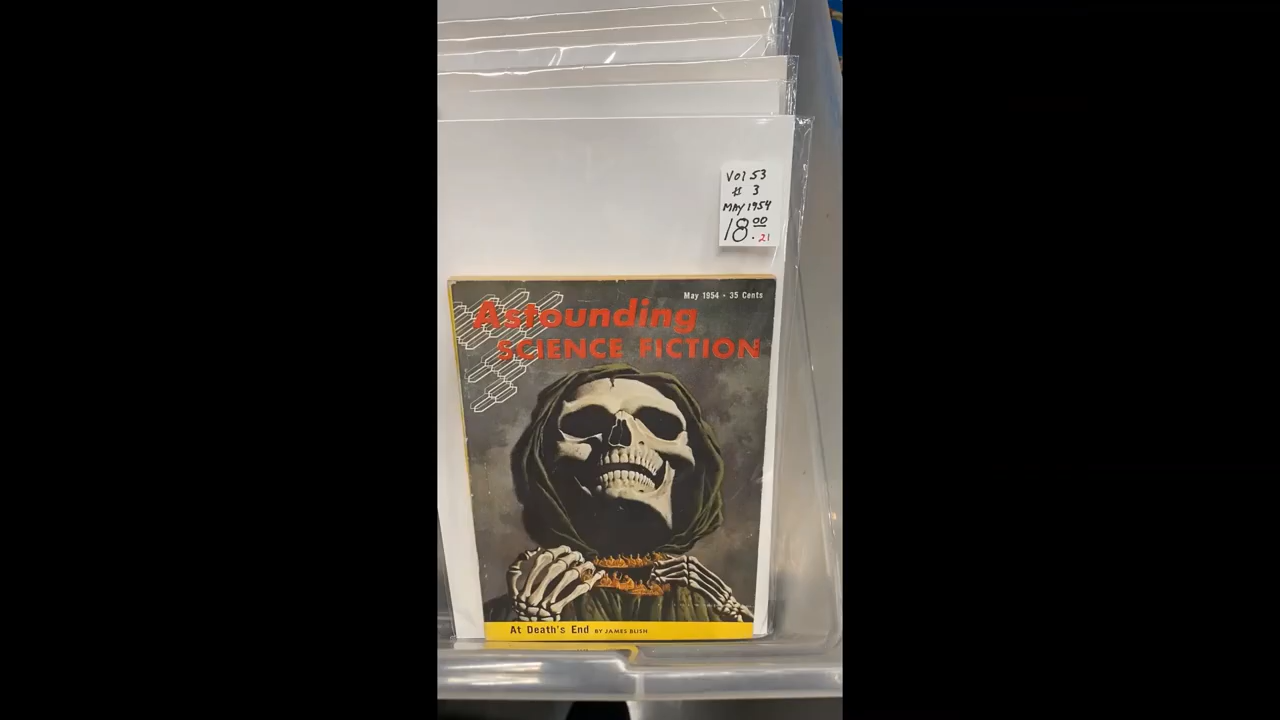 Vol 53
# 3
MAY 1954
18.00
.21
May 1954 • 35 Cents
Astounding
SCIENCE FICTION
At Death's End BY JAMES BLISH